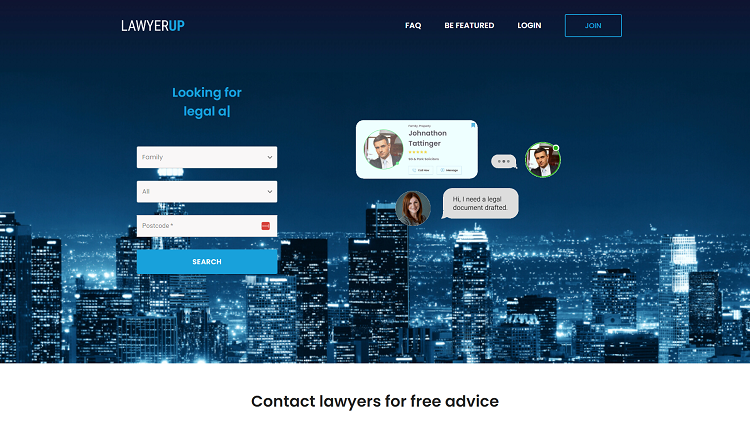 LAWYERUP
FAQ
BE FEATURED
LOGIN
JOIN
Looking for
legal a|
Family
All
Postcode *
SEARCH
Family, Property
Johnathon
Tattinger
Call Now
Message
Hi, I need a legal
document drafted.
Contact lawyers for free advice